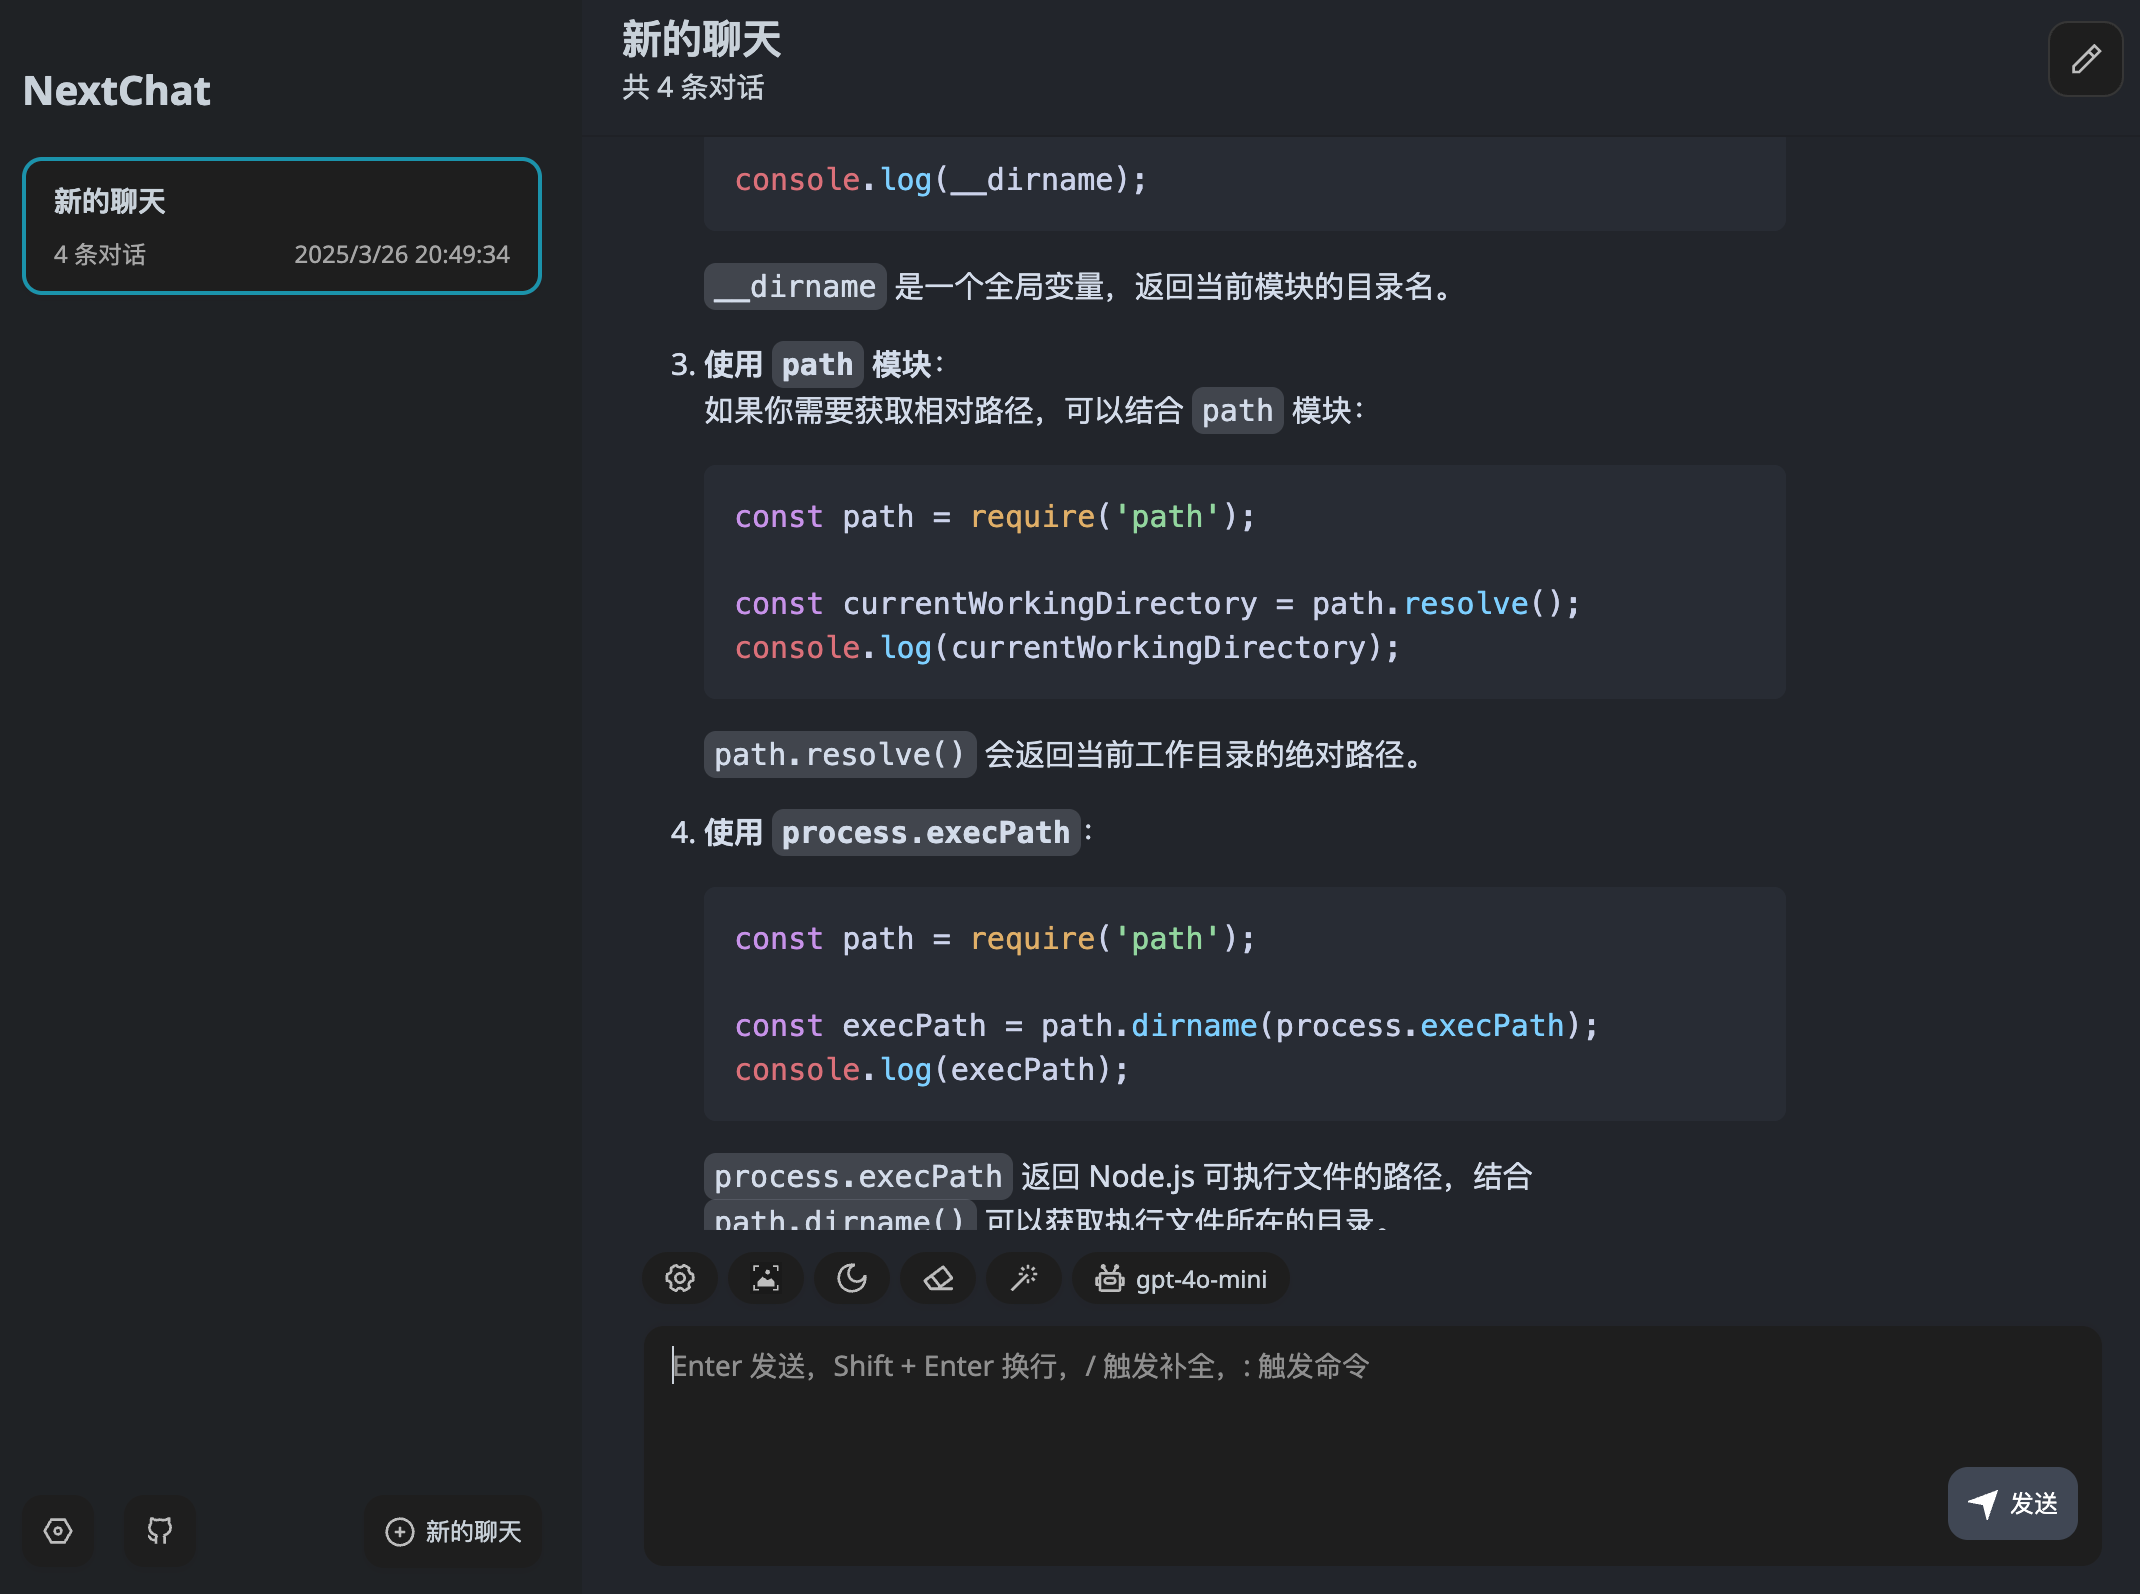 NextChat
新的聊天
4 条对话 2025/3/26 20:49:34
新的聊天
新的聊天
共 4 条对话
console.log(__dirname);
__dirname 是一个全局变量，返回当前模块的目录名。
3. 使用 path 模块：
如果你需要获取相对路径，可以结合 path 模块：
const path = require('path');
const currentWorkingDirectory = path.resolve();
console.log(currentWorkingDirectory);
path.resolve() 会返回当前工作目录的绝对路径。
4. 使用 process.execPath：
const path = require('path');
const execPath = path.dirname(process.execPath);
console.log(execPath);
process.execPath 返回 Node.js 可执行文件的路径，结合
path.dirname() 可以获取执行文件所在的目录。
gpt-4o-mini
Enter 发送，Shift + Enter 换行，/ 触发补全，: 触发命令
发送